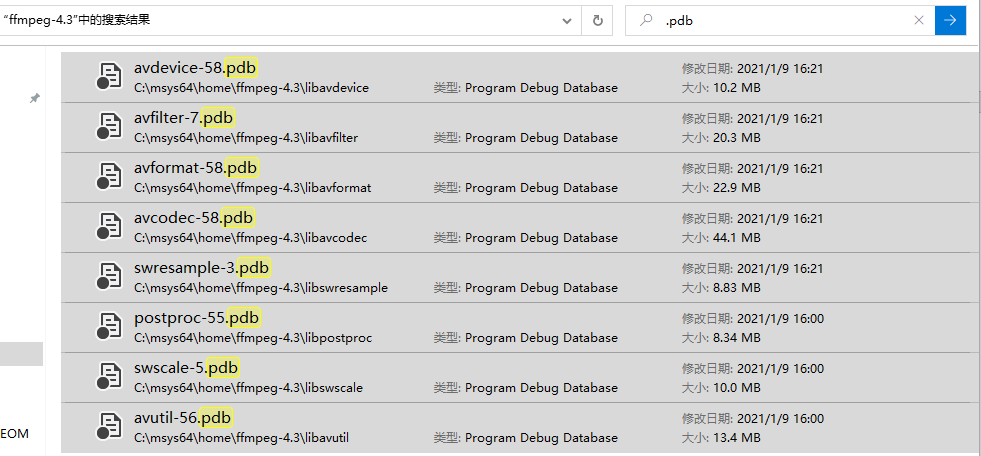 "ffmpeg-4.3"中的搜索结果
.pdb
avdevice-58.pdb
修改日期: 2021/1/9 16:21
C:\msys64\home\ffmpeg-4.3\libavdevice
类型: Program Debug Database
大小: 10.2 MB
avfilter-7.pdb
修改日期: 2021/1/9 16:21
C:\msys64\home\ffmpeg-4.3\libavfilter
类型: Program Debug Database
大小: 20.3 MB
avformat-58.pdb
修改日期: 2021/1/9 16:21
C:\msys64\home\ffmpeg-4.3\libavformat
类型: Program Debug Database
大小: 22.9 MB
avcodec-58.pdb
修改日期: 2021/1/9 16:21
C:\msys64\home\ffmpeg-4.3\libavcodec
类型: Program Debug Database
大小: 44.1 MB
swresample-3.pdb
修改日期: 2021/1/9 16:21
C:\msys64\home\ffmpeg-4.3\libswresample
类型: Program Debug Database
大小: 8.83 MB
postproc-55.pdb
修改日期: 2021/1/9 16:00
C:\msys64\home\ffmpeg-4.3\libpostproc
类型: Program Debug Database
大小: 8.34 MB
swscale-5.pdb
修改日期: 2021/1/9 16:00
C:\msys64\home\ffmpeg-4.3\libswscale
类型: Program Debug Database
大小: 10.0 MB
avutil-56.pdb
修改日期: 2021/1/9 16:00
C:\msys64\home\ffmpeg-4.3\libavutil
类型: Program Debug Database
大小: 13.4 MB
EOM